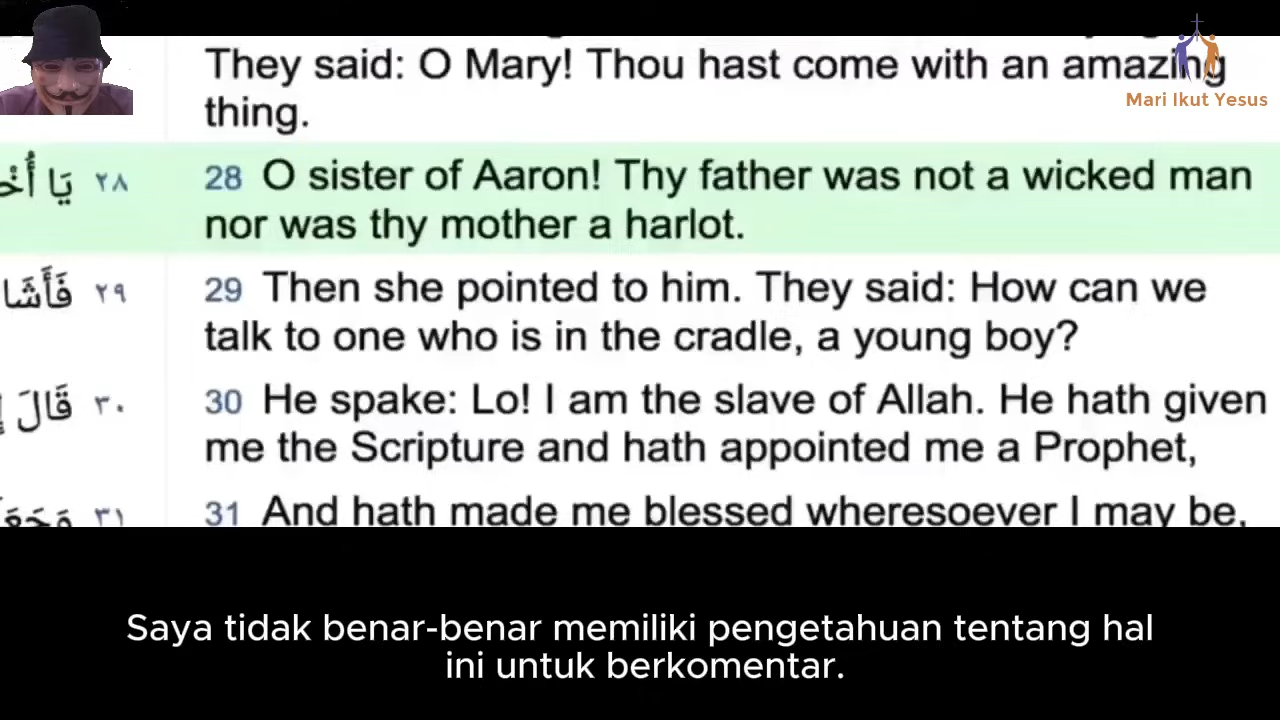 They said: O Mary! Thou hast come with an amazing
thing.
Mari Ikut Yesus
٢٨ يَا
28 O sister of Aaron! Thy father was not a wicked man
nor was thy mother a harlot.
٢٩
29 Then she pointed to him. They said: How can we
talk to one who is in the cradle, a young boy?
٣٠ قَالَ
30 He spake: Lo! I am the slave of Allah. He hath given
me the Scripture and hath appointed me a Prophet,
٣١
31 And hath made me blessed wheresoever I may be,
Saya tidak benar-benar memiliki pengetahuan tentang hal
ini untuk berkomentar.